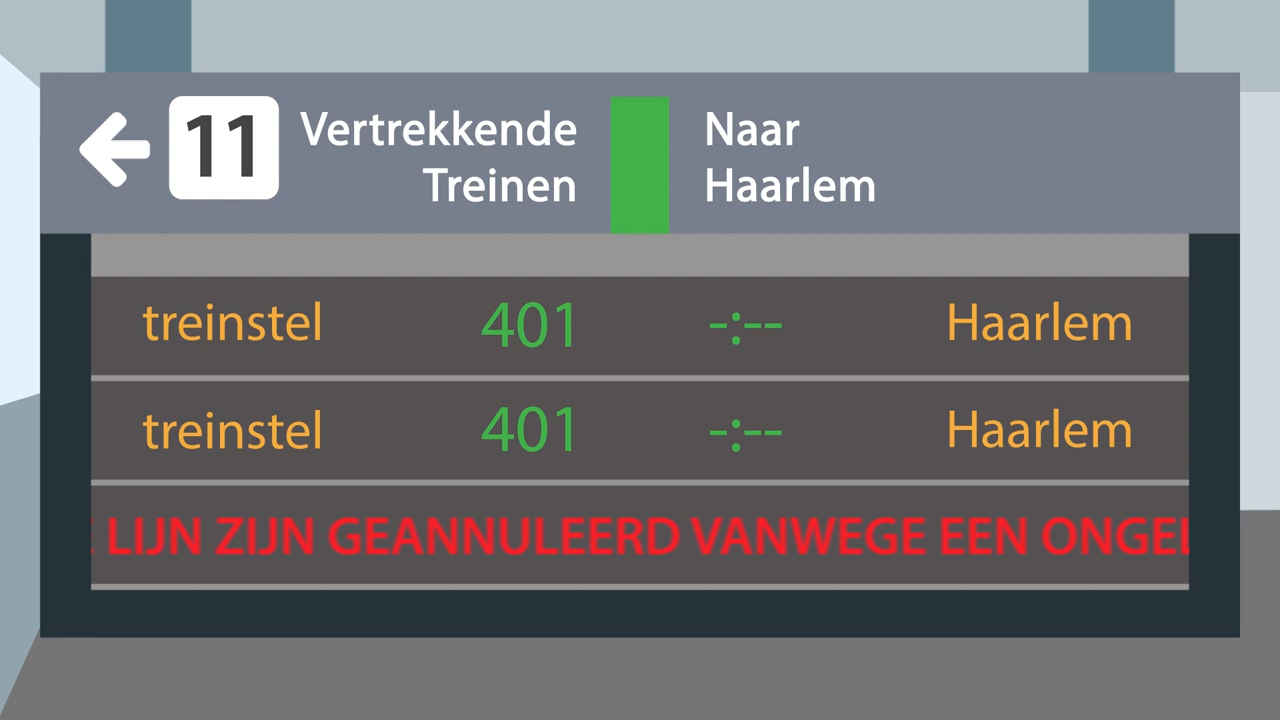 11
Vertrekkende
Treinen
Naar
Haarlem
treinstel 401 -:-- Haarlem
treinstel 401 -:-- Haarlem
LIJN ZIJN GEANNULEERD VANWEGE EEN